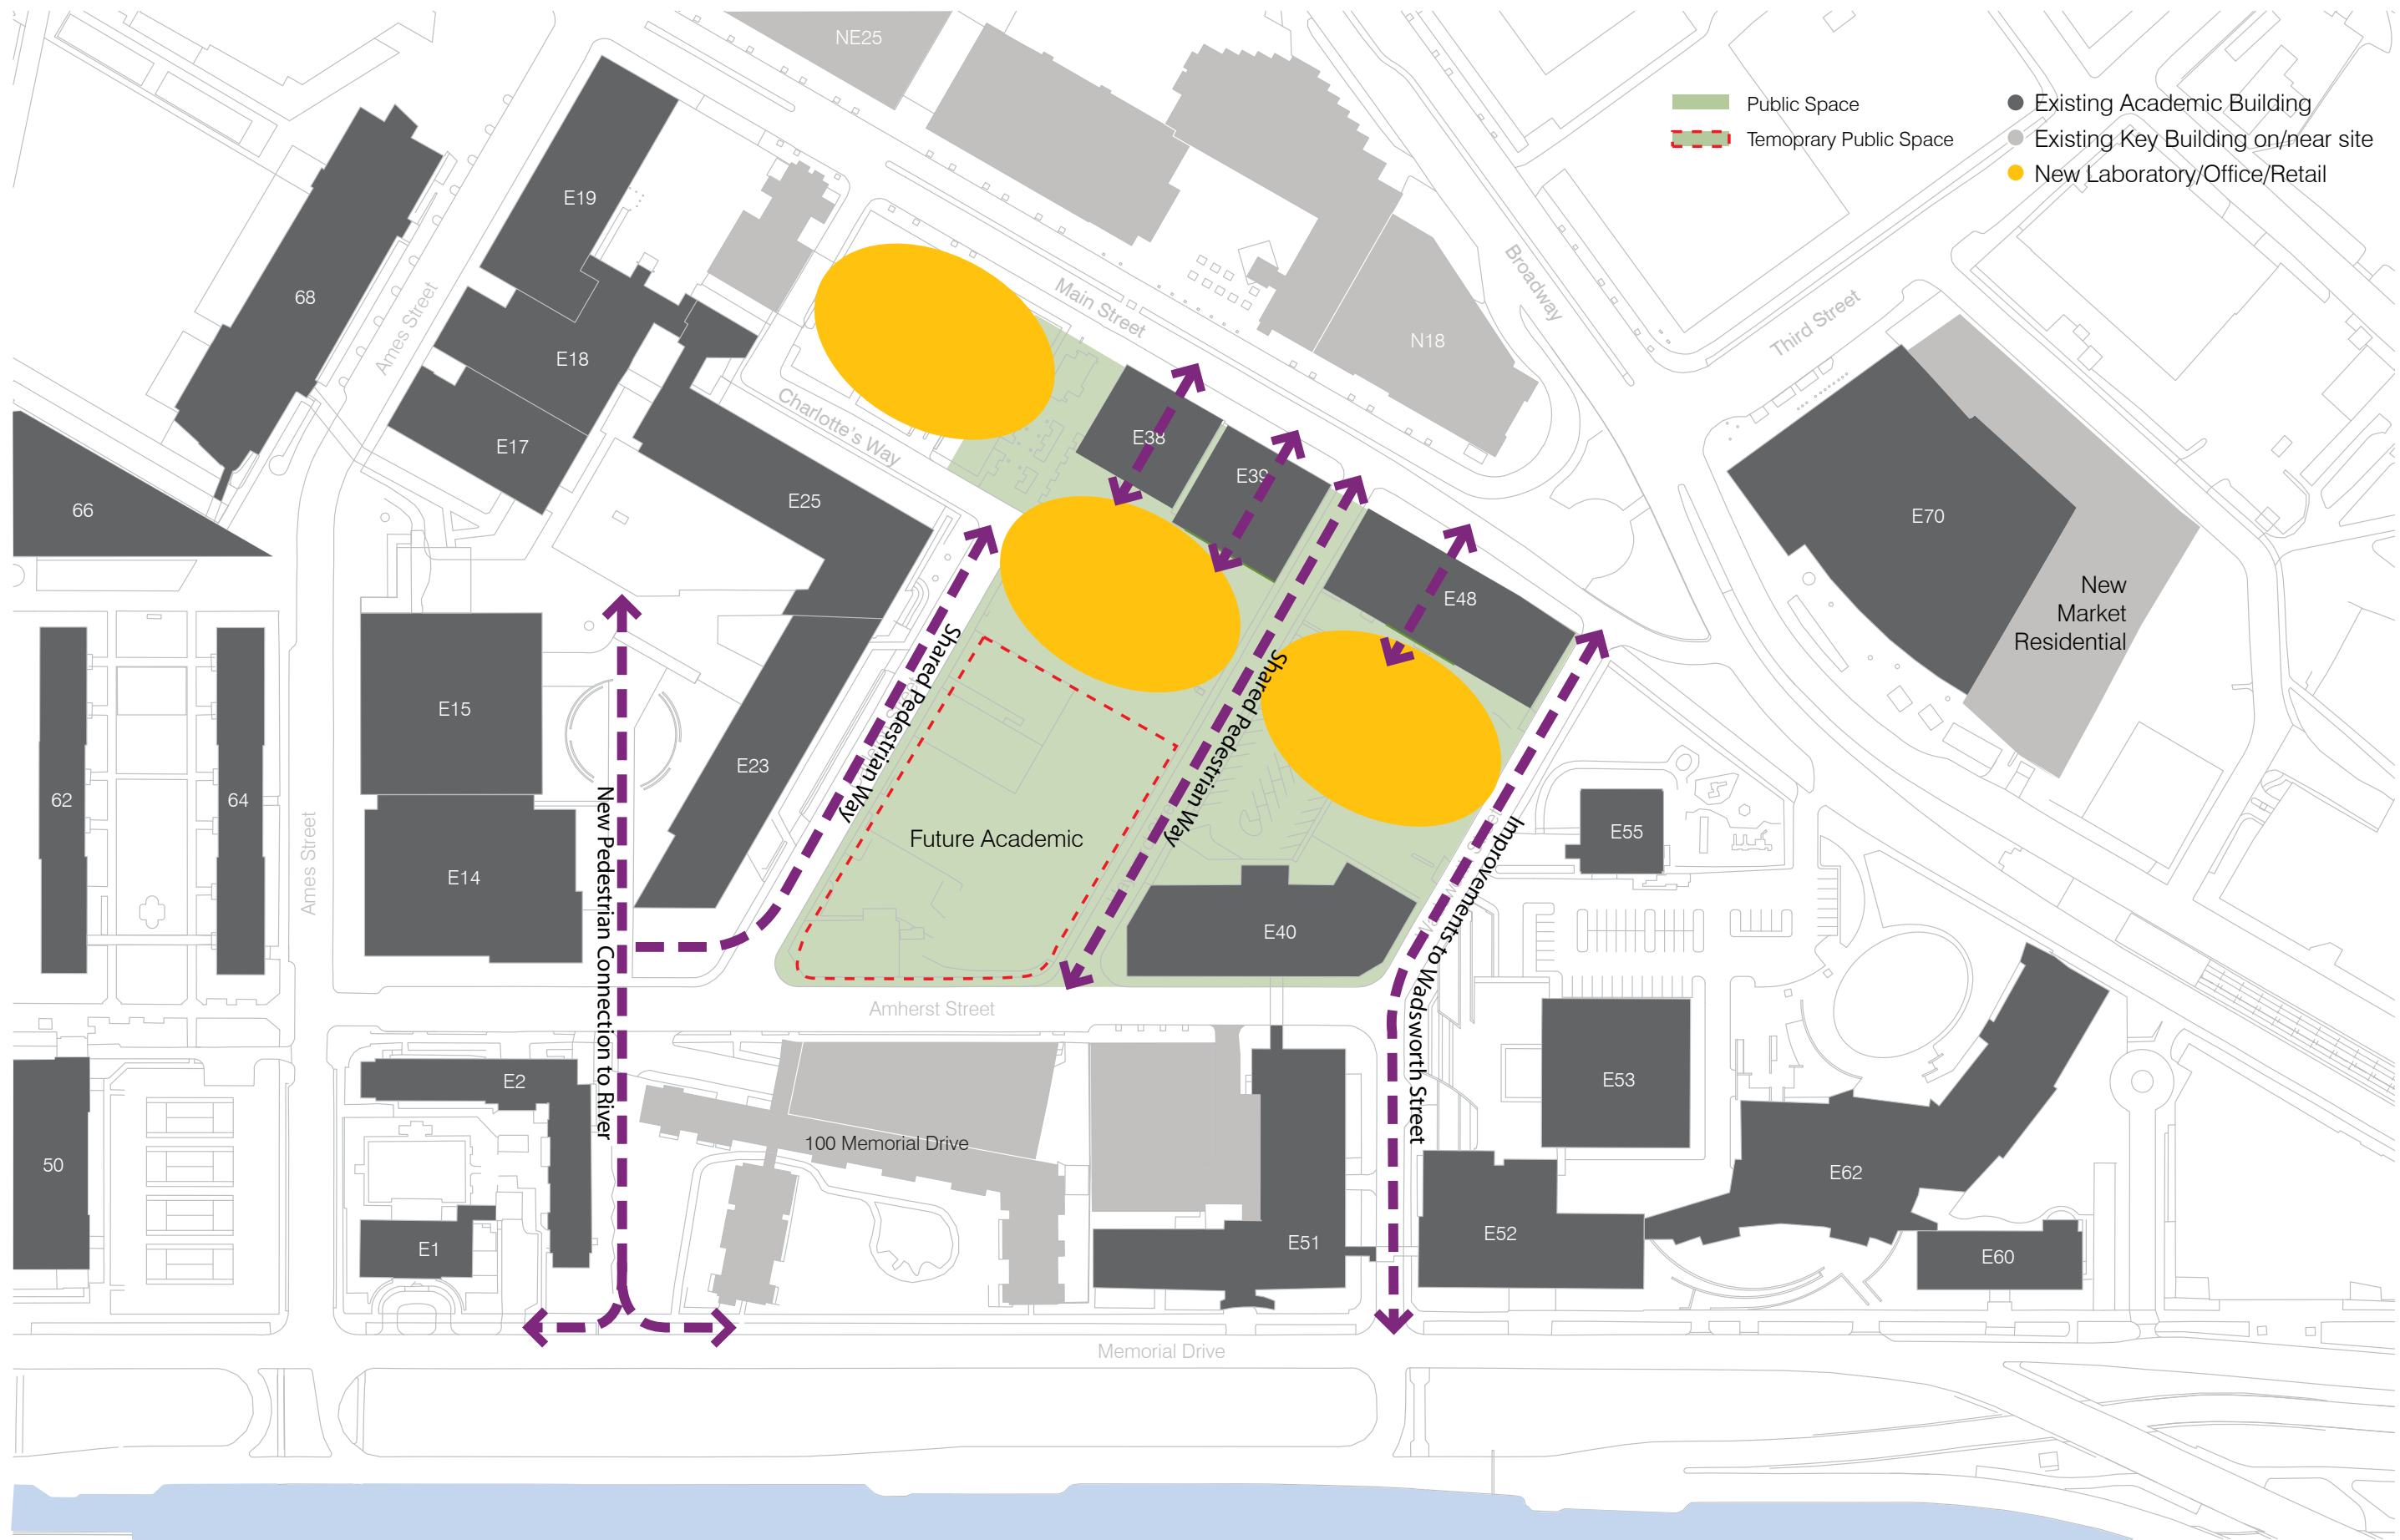 NE25
Public Space
Temoprary Public Space
Existing Academic Building
Existing Key Building on/near site
New Laboratory/Office/Retail
E19
68
Ames Street
E18
E17
66
Main Street
Broadway
N18
Third Street
Charlotte's Way
E38
E39
E25
E48
E70
New
Market
Residential
62
64
E15
E14
E23
Shared Pedestrian Way
Shared Pedestrian Way
Future Academic
New Pedestrian Connection to River
Improvements to Wadsworth Street
E55
Ames Street
E40
Amherst Street
E2
E53
50
100 Memorial Drive
E1
E51
E52
E62
E60
Memorial Drive